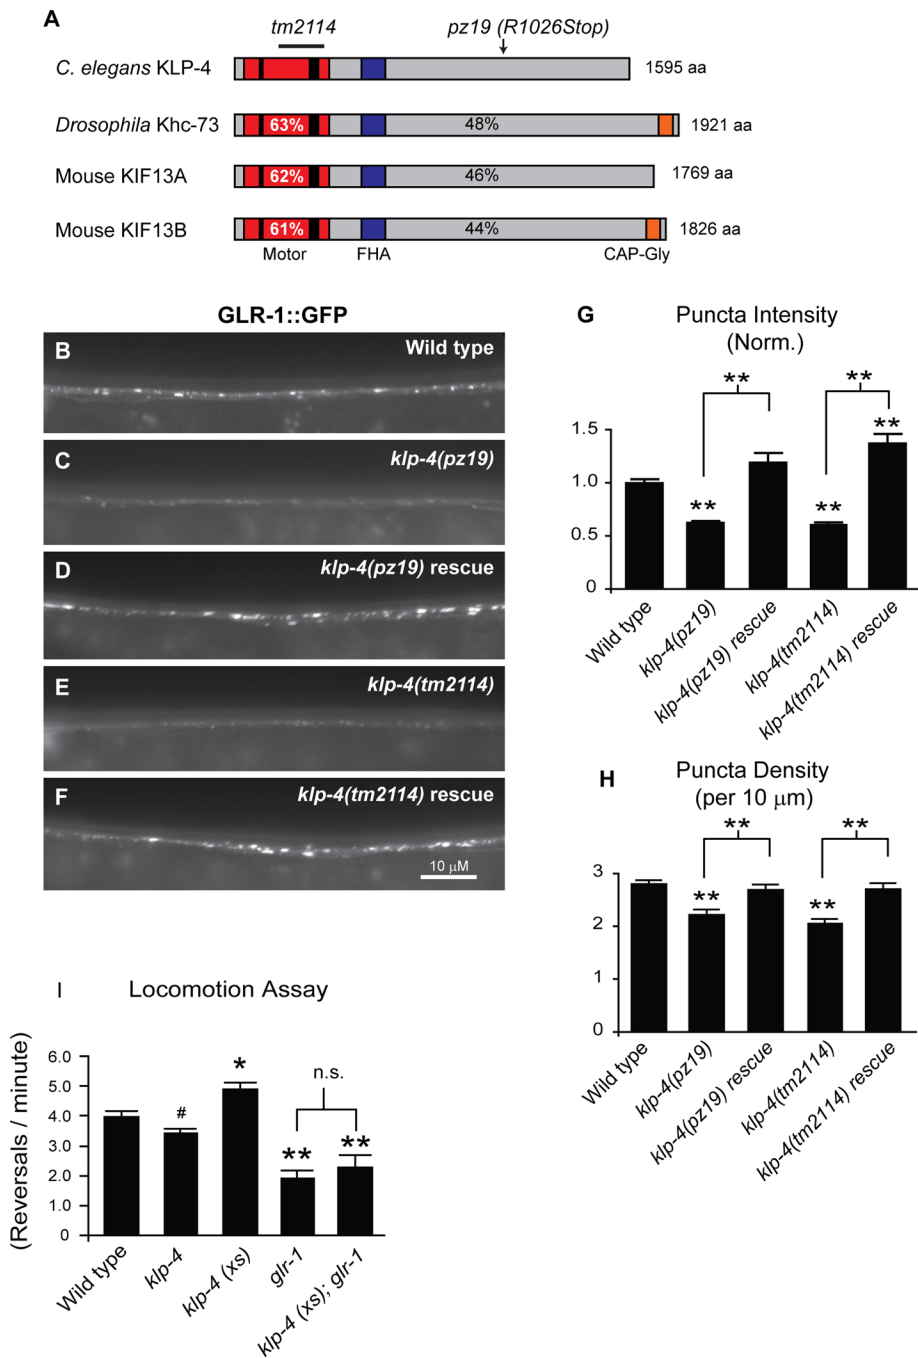 A
tm2114
pz19 (R1026Stop)
C. elegans KLP-4
1595 aa
Drosophila Khc-73
63%
48%
1921 aa
Mouse KIF13A
62%
46%
1769 aa
Mouse KIF13B
61%
44%
1826 aa
Motor
FHA
CAP-Gly
GLR-1::GFP
B
Wild type
C
klp-4(pz19)
D
klp-4(pz19) rescue
E
klp-4(tm2114)
F
klp-4(tm2114) rescue
10 μM
G
Puncta Intensity
(Norm.)
**
**
1.5
1.0
0.5
0
**
**
**
Wild type
klp-4(pz19)
klp-4(pz19) rescue
klp-4(tm2114)
klp-4(tm2114) rescue
H
Puncta Density
(per 10 μm)
**
**
3
2
1
0
**
**
Wild type
klp-4(pz19)
klp-4(pz19) rescue
klp-4(tm2114)
klp-4(tm2114) rescue
I
Locomotion Assay
(Reversals / minute)
6.0
5.0
4.0
3.0
2.0
1.0
0
#
*
**
n.s.
**
Wild type
klp-4
klp-4 (xs)
glr-1
klp-4 (xs); glr-1